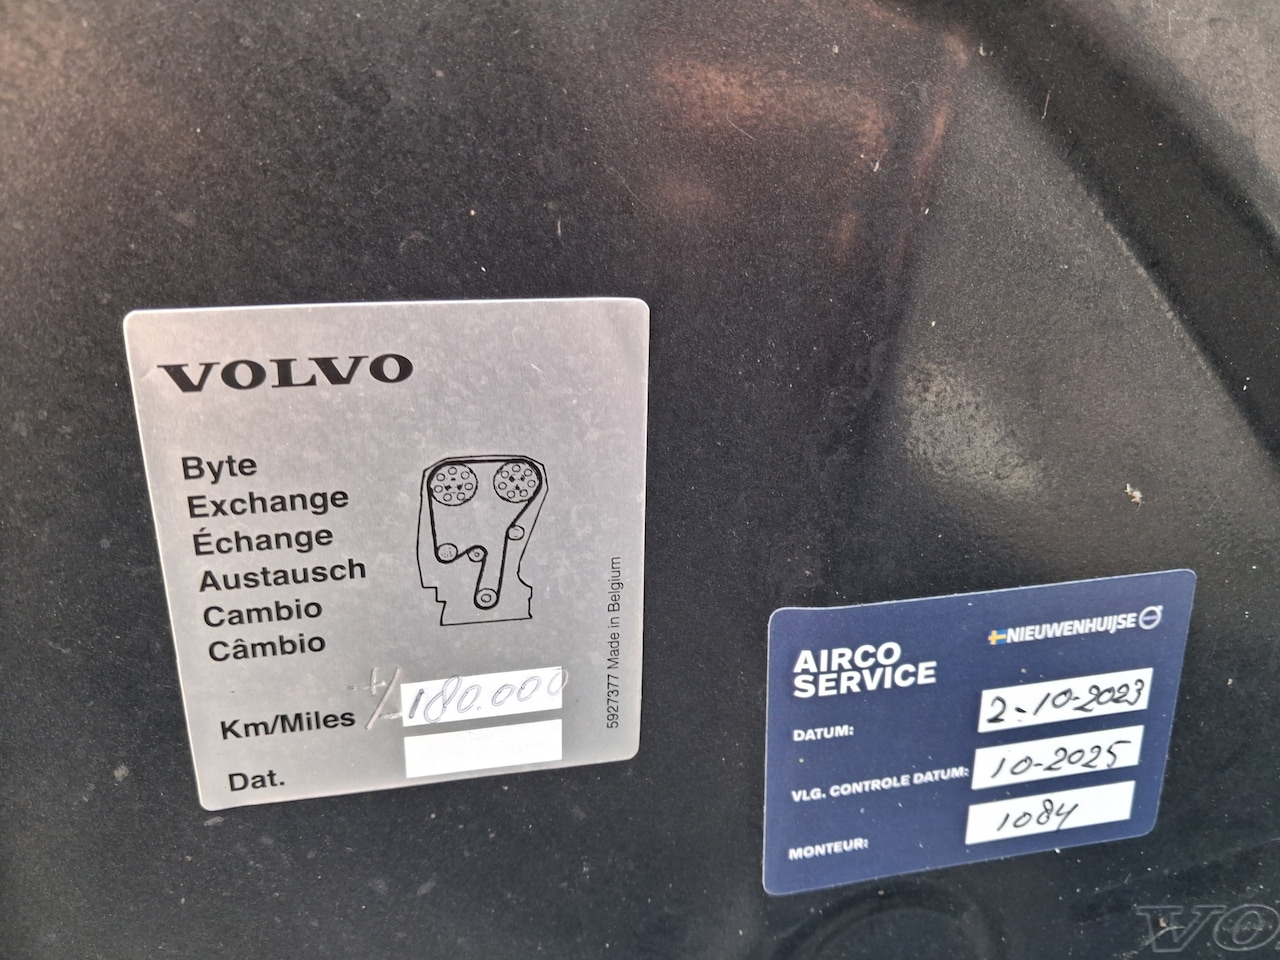 VOLVO
Byte
Exchange
Échange
Austausch
Cambio
Câmbio
Km/Miles +/- 180.000
Dat.
5927377 Made in Belgium
NIEUWENHUIJSE
AIRCO
SERVICE
DATUM: 2-10-2023
VLG. CONTROLE DATUM: 10-2025
MONTEUR: 1084
VO